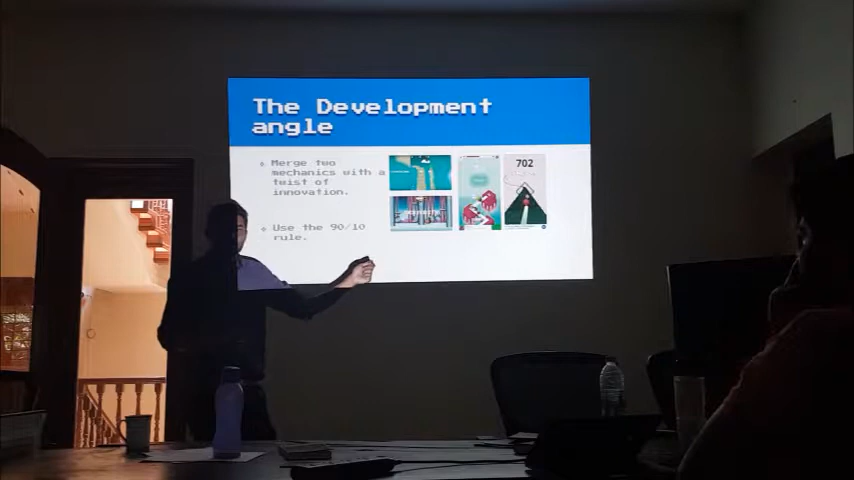 The Development
angle
Merge two
mechanics with a
twist of
innovation.
Use the 90/10
rule.
702